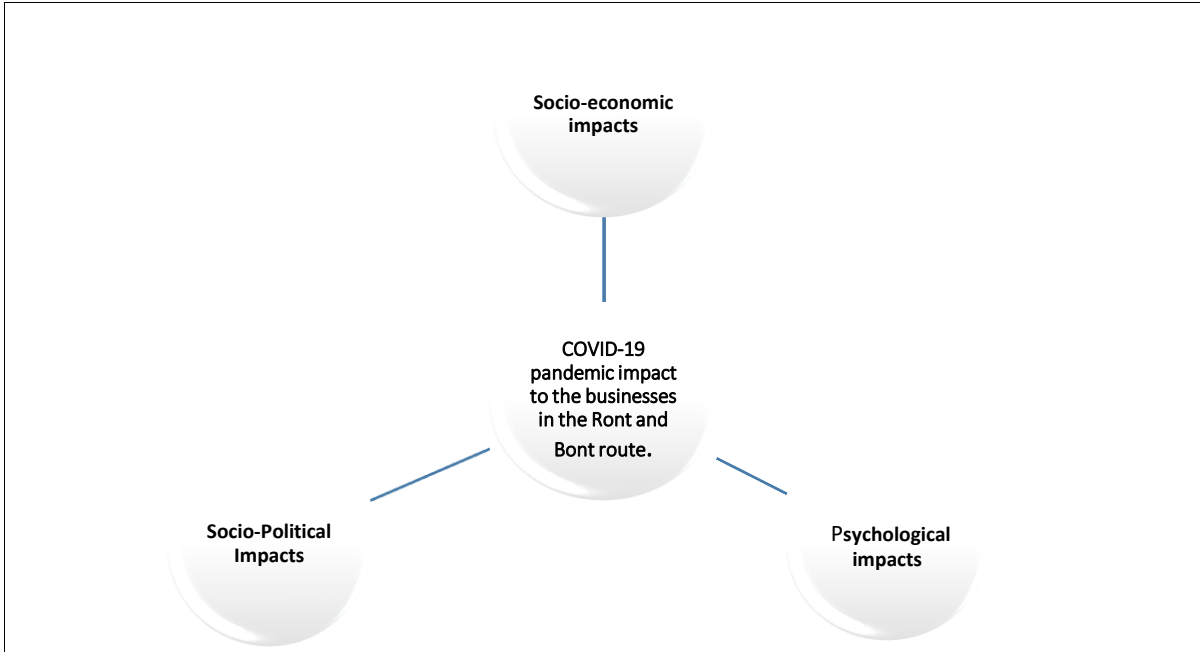 Socio-economic
impacts
COVID-19
pandemic impact
to the businesses
in the Ront and
Bont route.
Socio-Political
Impacts
Psychological
impacts